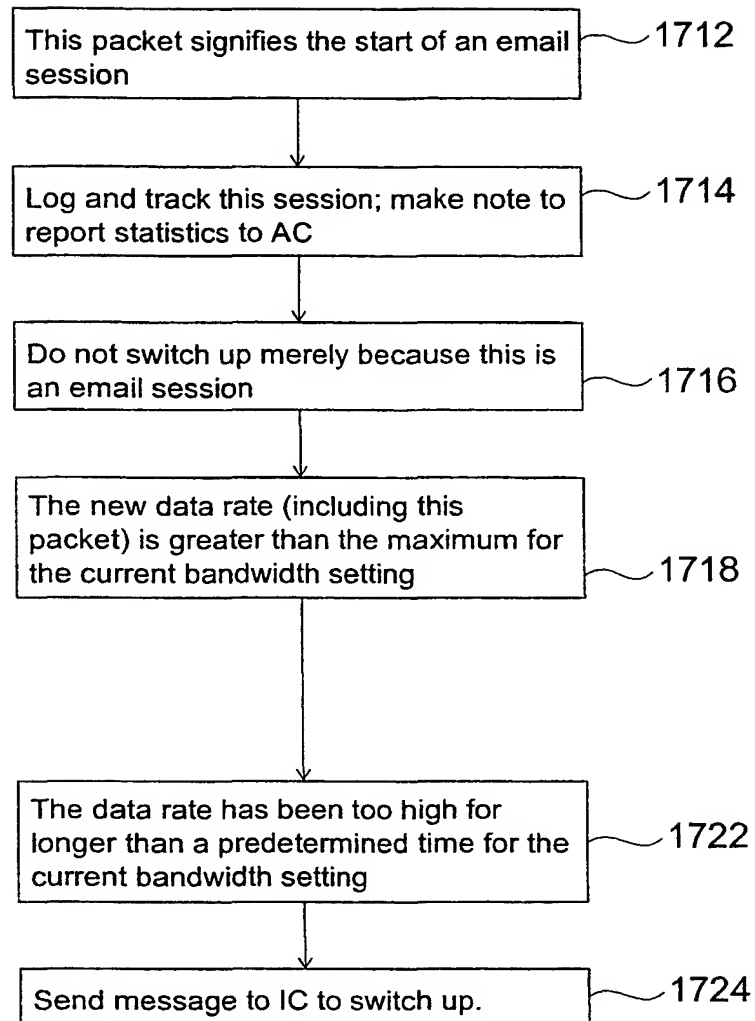 This packet signifies the start of an email
session
1712
Log and track this session; make note to
report statistics to AC
1714
Do not switch up merely because this is
an email session
1716
The new data rate (including this
packet) is greater than the maximum for
the current bandwidth setting
1718
The data rate has been too high for
longer than a predetermined time for the
current bandwidth setting
1722
Send message to IC to switch up.
1724